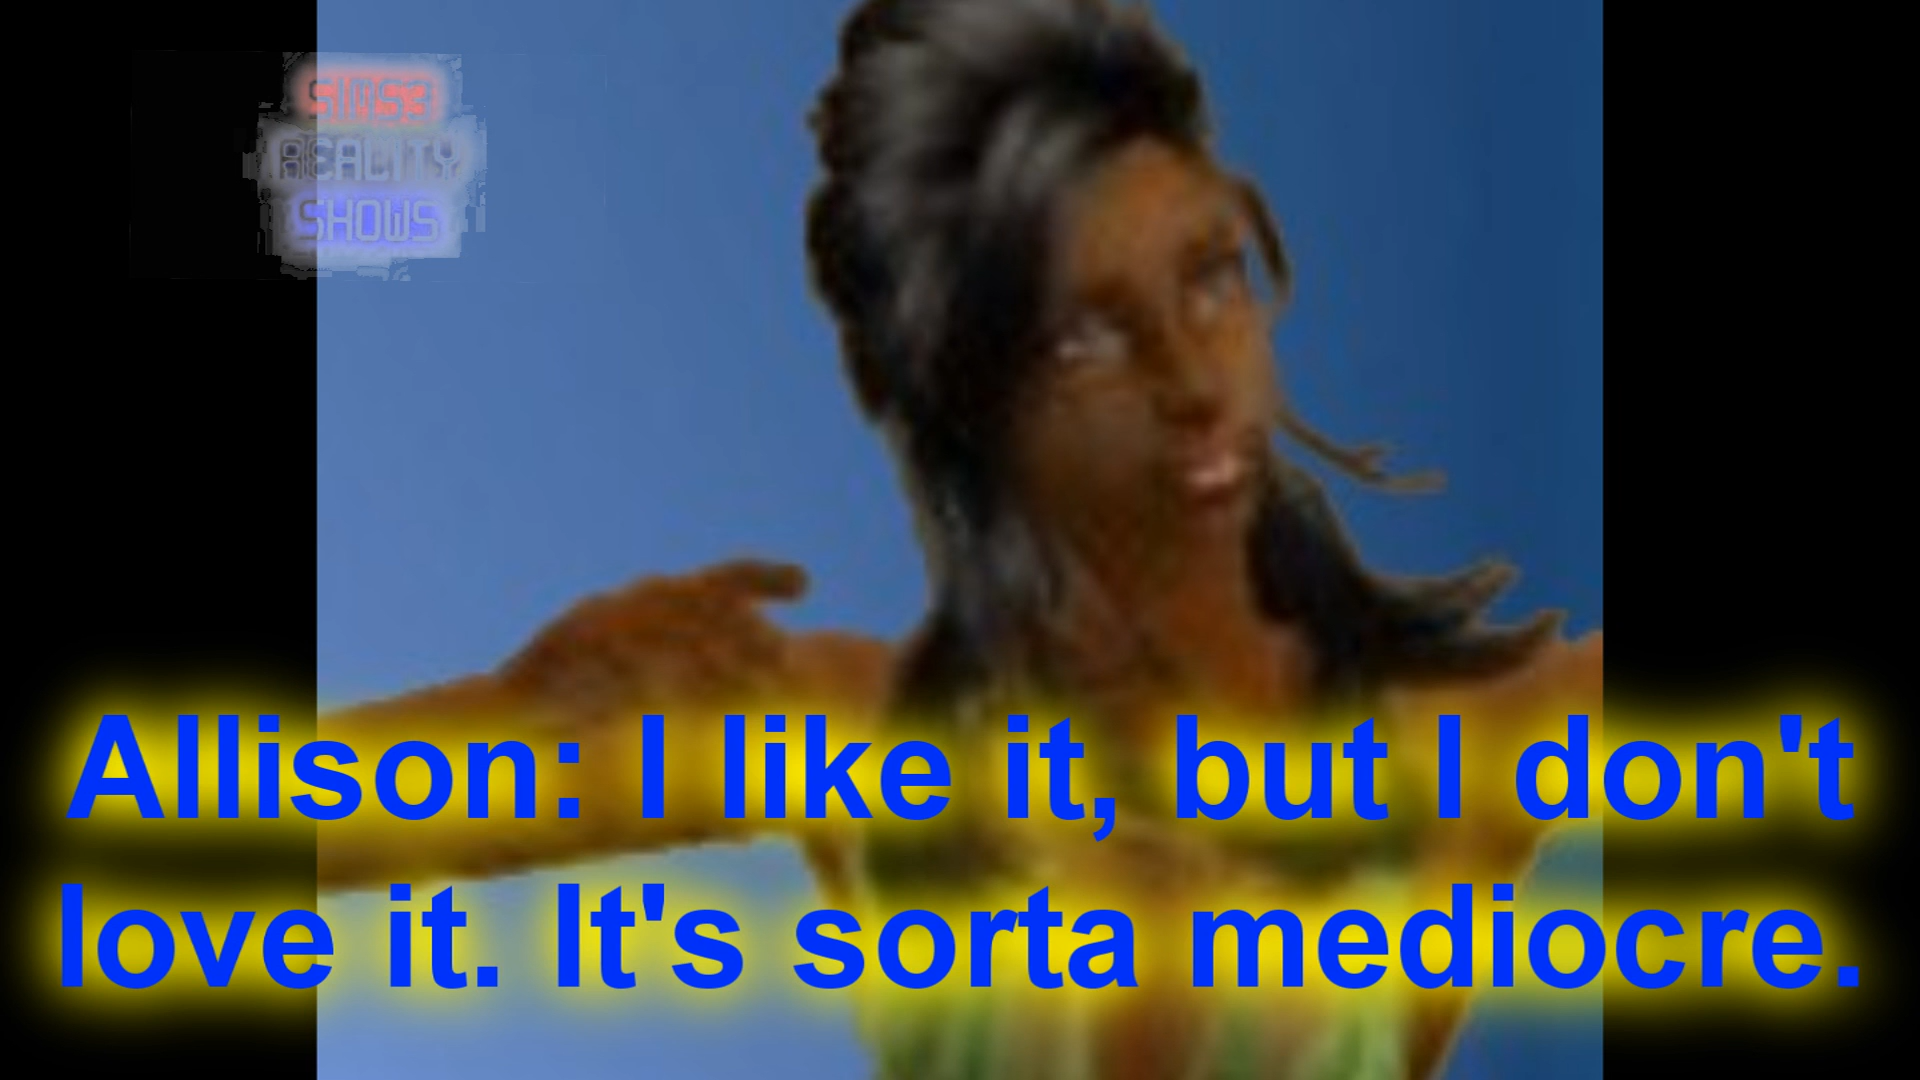 SIMS3
REALITY
SHOWS
Allison: I like it, but I don't
love it. It's sorta mediocre.